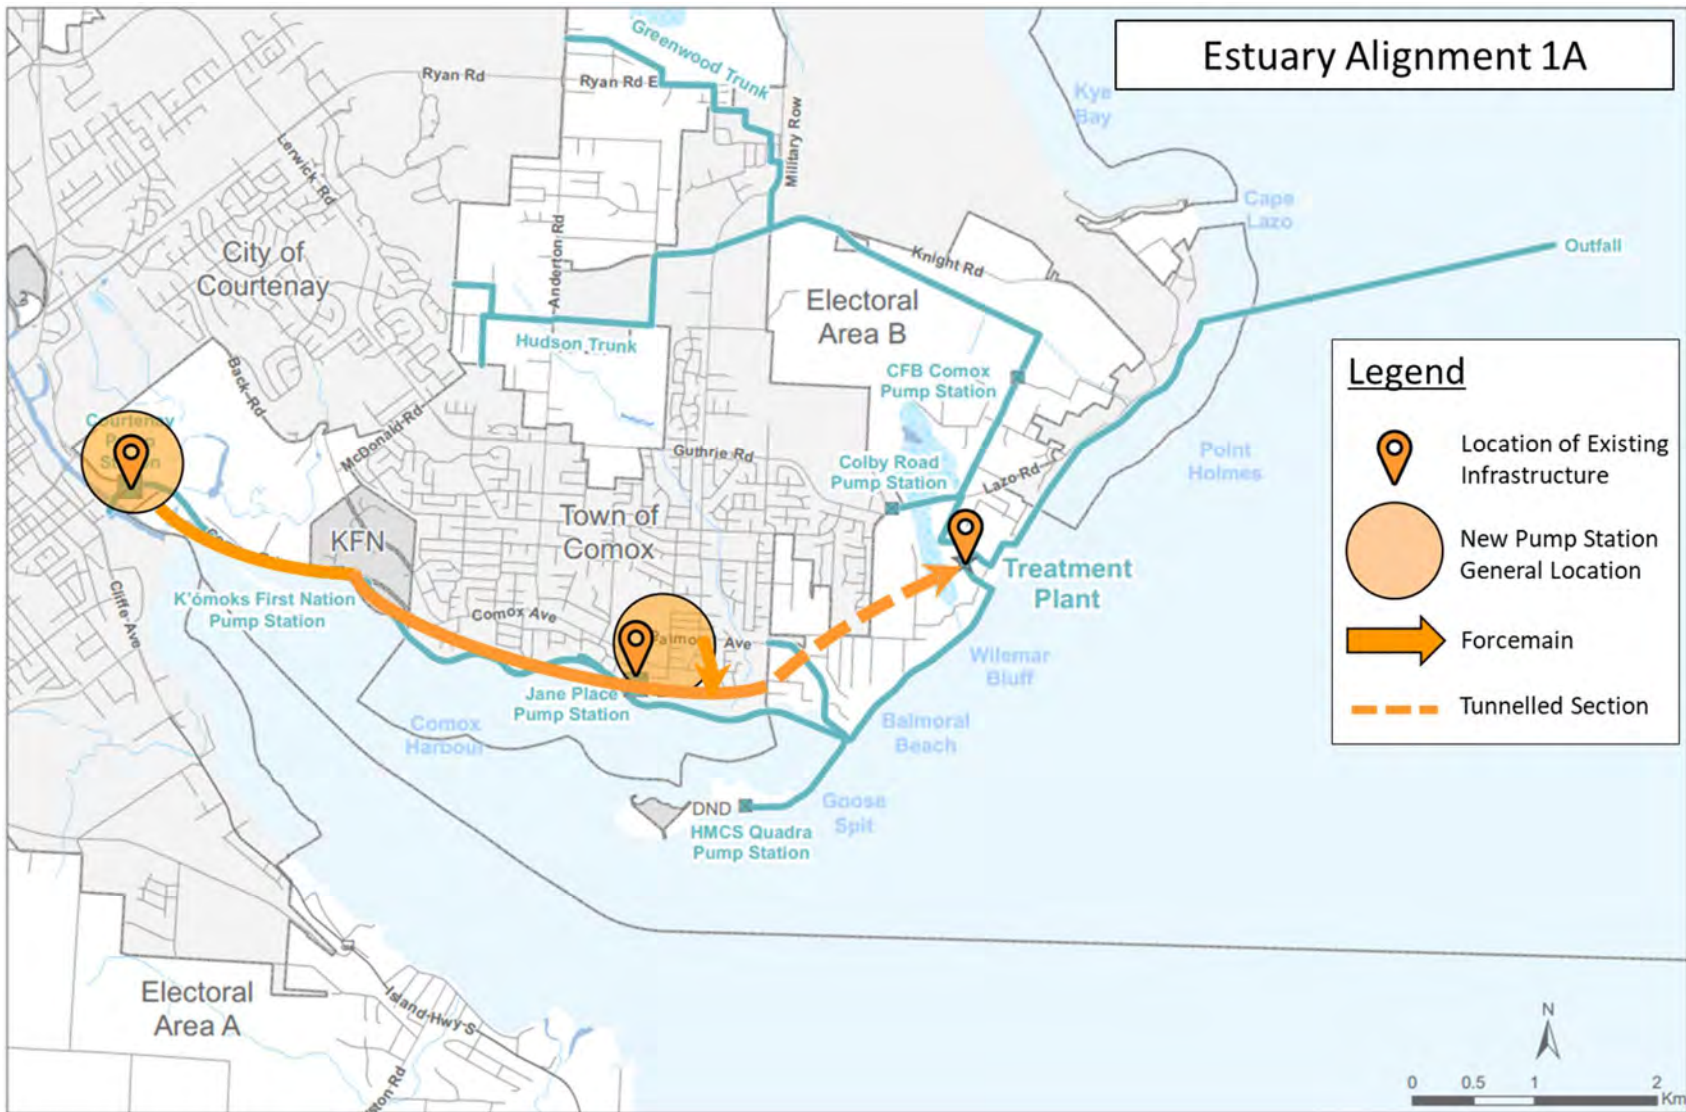 Estuary Alignment 1A
Greenwood Trunk
Ryan Rd
Ryan Rd E
Military Row
Kye
Bay
Lerwick Rd
Cape
Lazo
City of
Courtenay
Anderton Rd
Knight Rd
Outfall
Electoral
Area B
Hudson Trunk
Back Rd
McDonald Rd
CFB Comox
Pump Station
Legend
Location of Existing
Infrastructure
Courtenay
Guthrie Rd
Colby Road
Pump Station
Lazo Rd
Point
Holmes
Town of
Comox
KFN
New Pump Station
General Location
Treatment
Plant
K'ómoks First Nation
Pump Station
Cliffe Ave
Comox Ave
Ave
Forcemain
Wilemar
Bluff
Jane Place
Pump Station
Tunnelled Section
Comox
Harbour
Balmoral
Beach
DND
Goose
Spit
HMCS Quadra
Pump Station
Electoral
Area A
Island Hwy S
ston Rd
N
0 0.5 1 2
Km